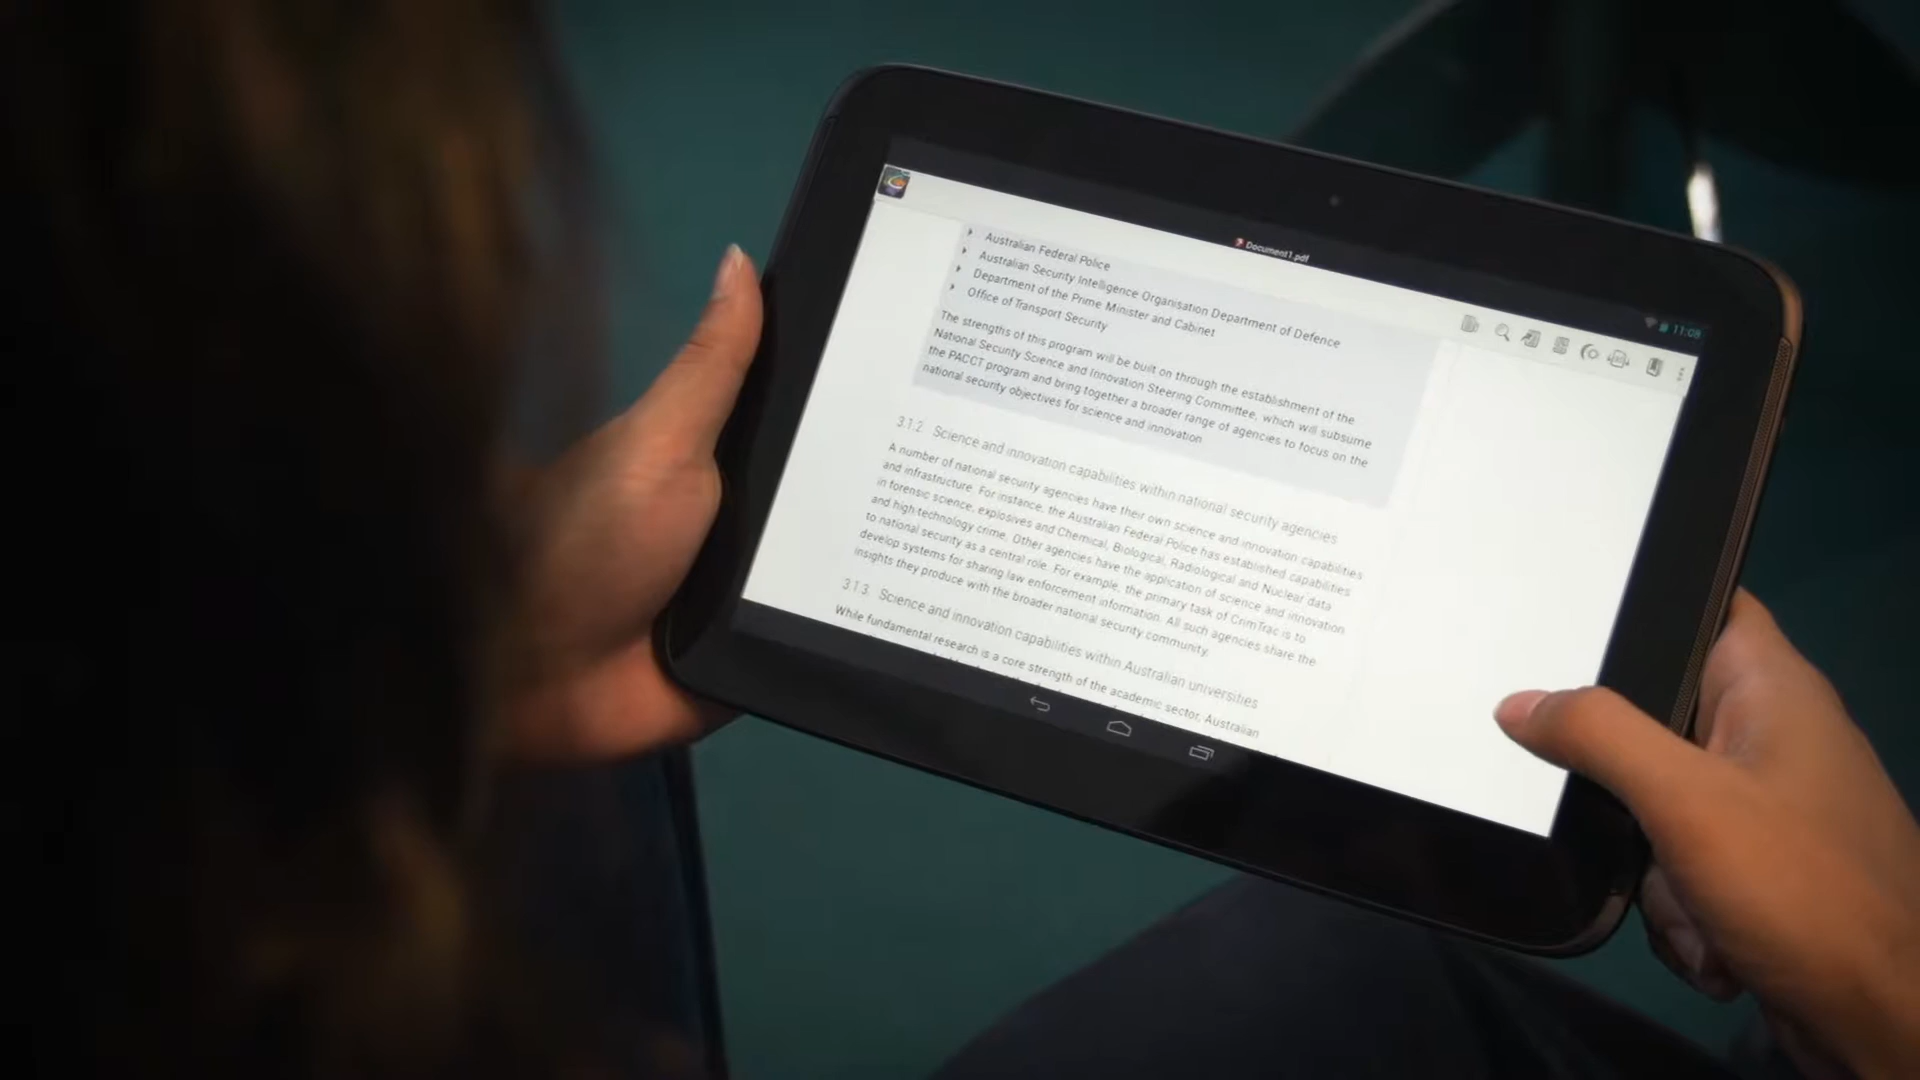 Document1.pdf
11:08
Australian Federal Police
Australian Security Intelligence Organisation Department of Defence
Department of the Prime Minister and Cabinet
Office of Transport Security
The strengths of this program will be built on through the establishment of the
National Security Science and Innovation Steering Committee, which will subsume
the PACCT program and bring together a broader range of agencies to focus on the
national security objectives for science and innovation
3.1.2 Science and innovation capabilities within national security agencies
A number of national security agencies have their own science and innovation capabilities
and infrastructure. For instance, the Australian Federal Police has established capabilities
in forensic science, explosives and Chemical, Biological, Radiological and Nuclear data
and high technology crime. Other agencies have the application of science and innovation
to national security as a central role. For example, the primary task of CrimTrac is to
develop systems for sharing law enforcement information. All such agencies share the
insights they produce with the broader national security community.
3.1.3. Science and innovation capabilities within Australian universities
While fundamental research is a core strength of the academic sector, Australian